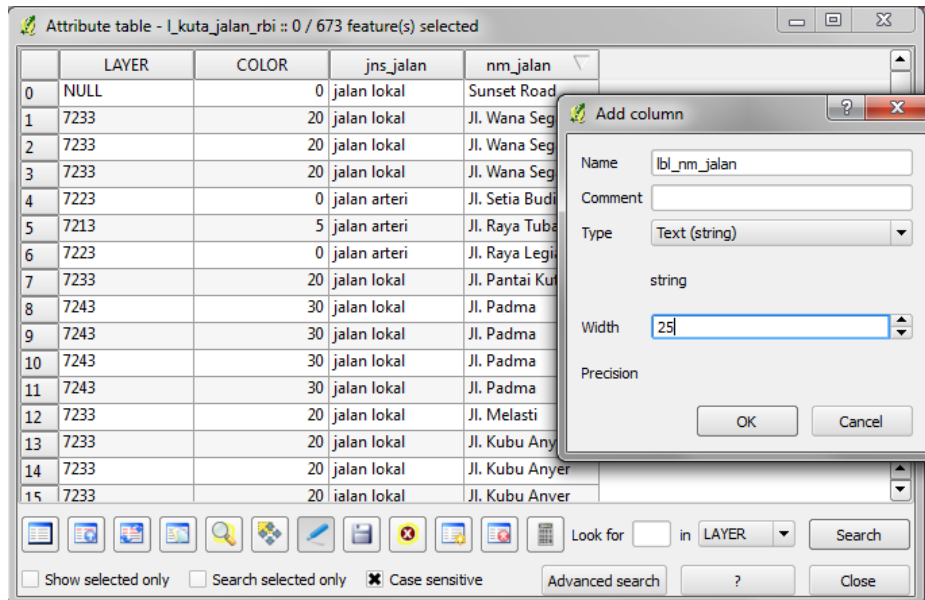 Attribute table - l_kuta_jalan_rbi :: 0 / 673 feature(s) selected
LAYER COLOR jns_jalan nm_jalan
0 NULL 0 jalan lokal Sunset Road
1 7233 20 jalan lokal Jl. Wana Seg
2 7233 20 jalan lokal Jl. Wana Seg
3 7233 20 jalan lokal Jl. Wana Seg
4 7223 0 jalan arteri Jl. Setia Budi
5 7213 5 jalan arteri Jl. Raya Tuba
6 7223 0 jalan arteri Jl. Raya Legi
7 7233 20 jalan lokal Jl. Pantai Kut
8 7243 30 jalan lokal Jl. Padma
9 7243 30 jalan lokal Jl. Padma
10 7243 30 jalan lokal Jl. Padma
11 7243 30 jalan lokal Jl. Padma
12 7233 20 jalan lokal Jl. Melasti
13 7233 20 jalan lokal Jl. Kubu Any
14 7233 20 jalan lokal Jl. Kubu Anyer
15 7233 20 jalan lokal Jl. Kubu Anyer
Add column
?
Name lbl_nm_jalan
Comment
Type Text (string)
string
Width 25
Precision
OK Cancel
Look for in LAYER Search
Show selected only Search selected only Case sensitive Advanced search ? Close